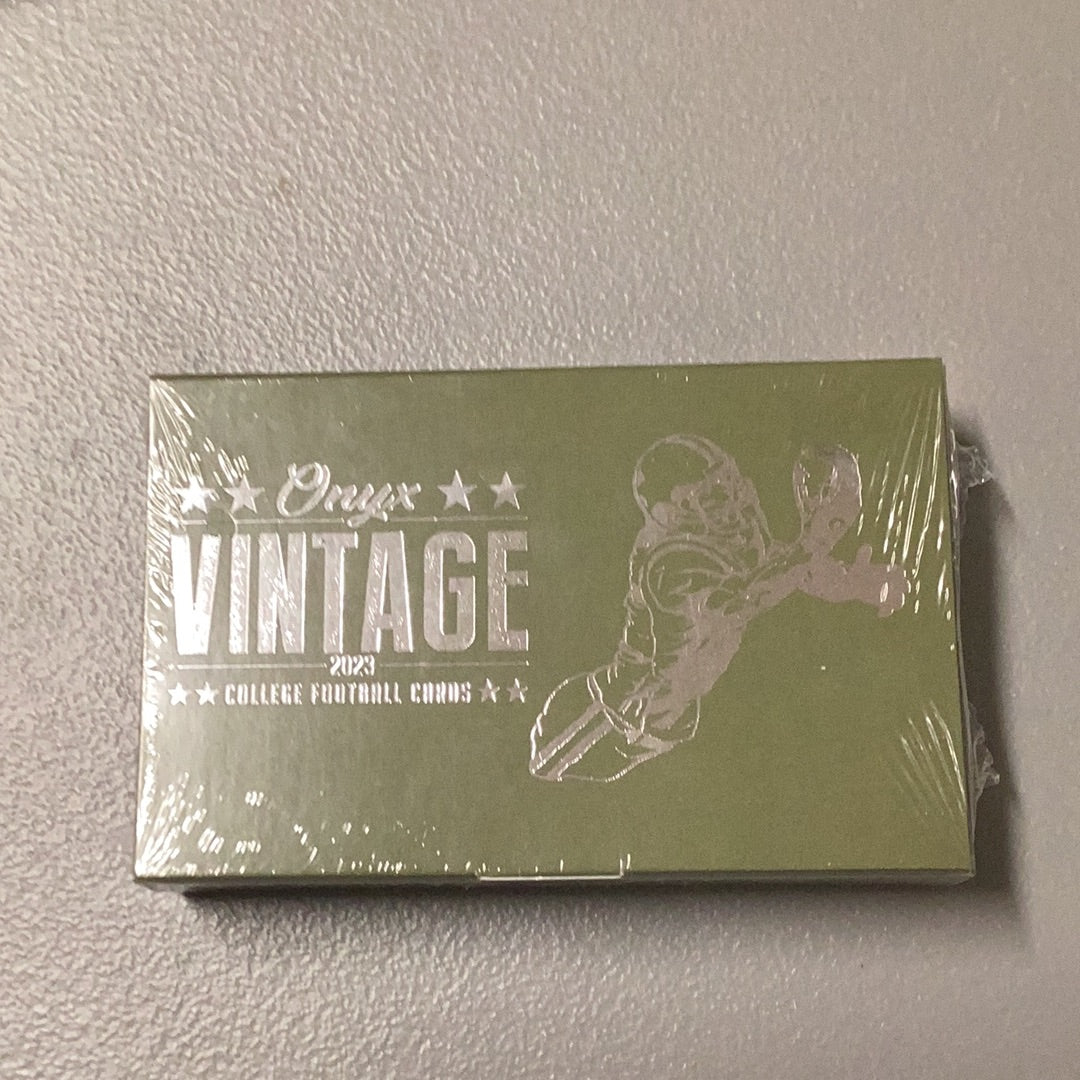 Onyx
VINTAGE
2023
COLLEGE FOOTBALL CARDS